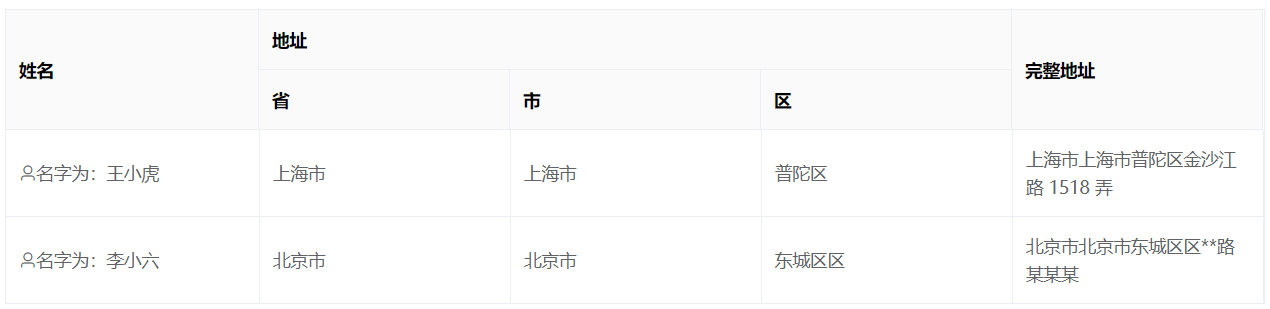 姓名
地址
完整地址
省
市
区
名字为：王小虎
上海市
上海市
普陀区
上海市上海市普陀区金沙江
路 1518 弄
名字为：李小六
北京市
北京市
东城区区
北京市北京市东城区区**路
某某某